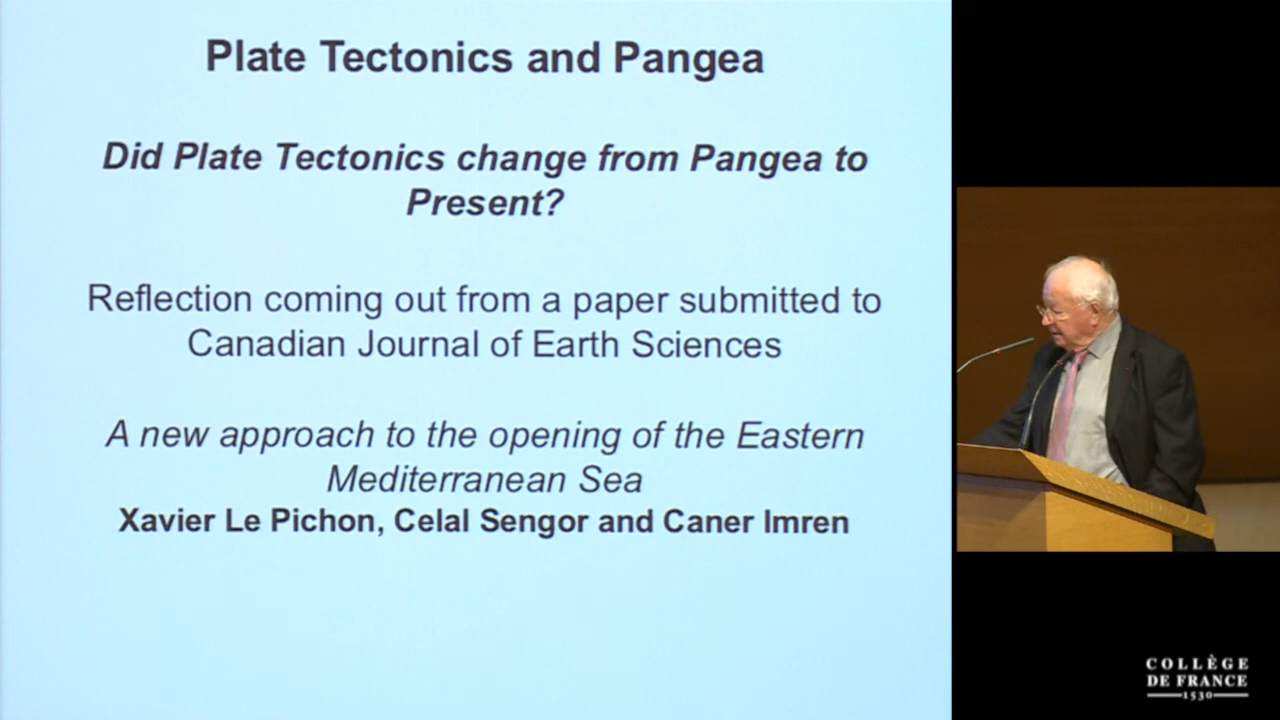 Plate Tectonics and Pangea
Did Plate Tectonics change from Pangea to
Present?
Reflection coming out from a paper submitted to
Canadian Journal of Earth Sciences
A new approach to the opening of the Eastern
Mediterranean Sea
Xavier Le Pichon, Celal Sengor and Caner Imren
COLLÈGE
DE FRANCE
1530